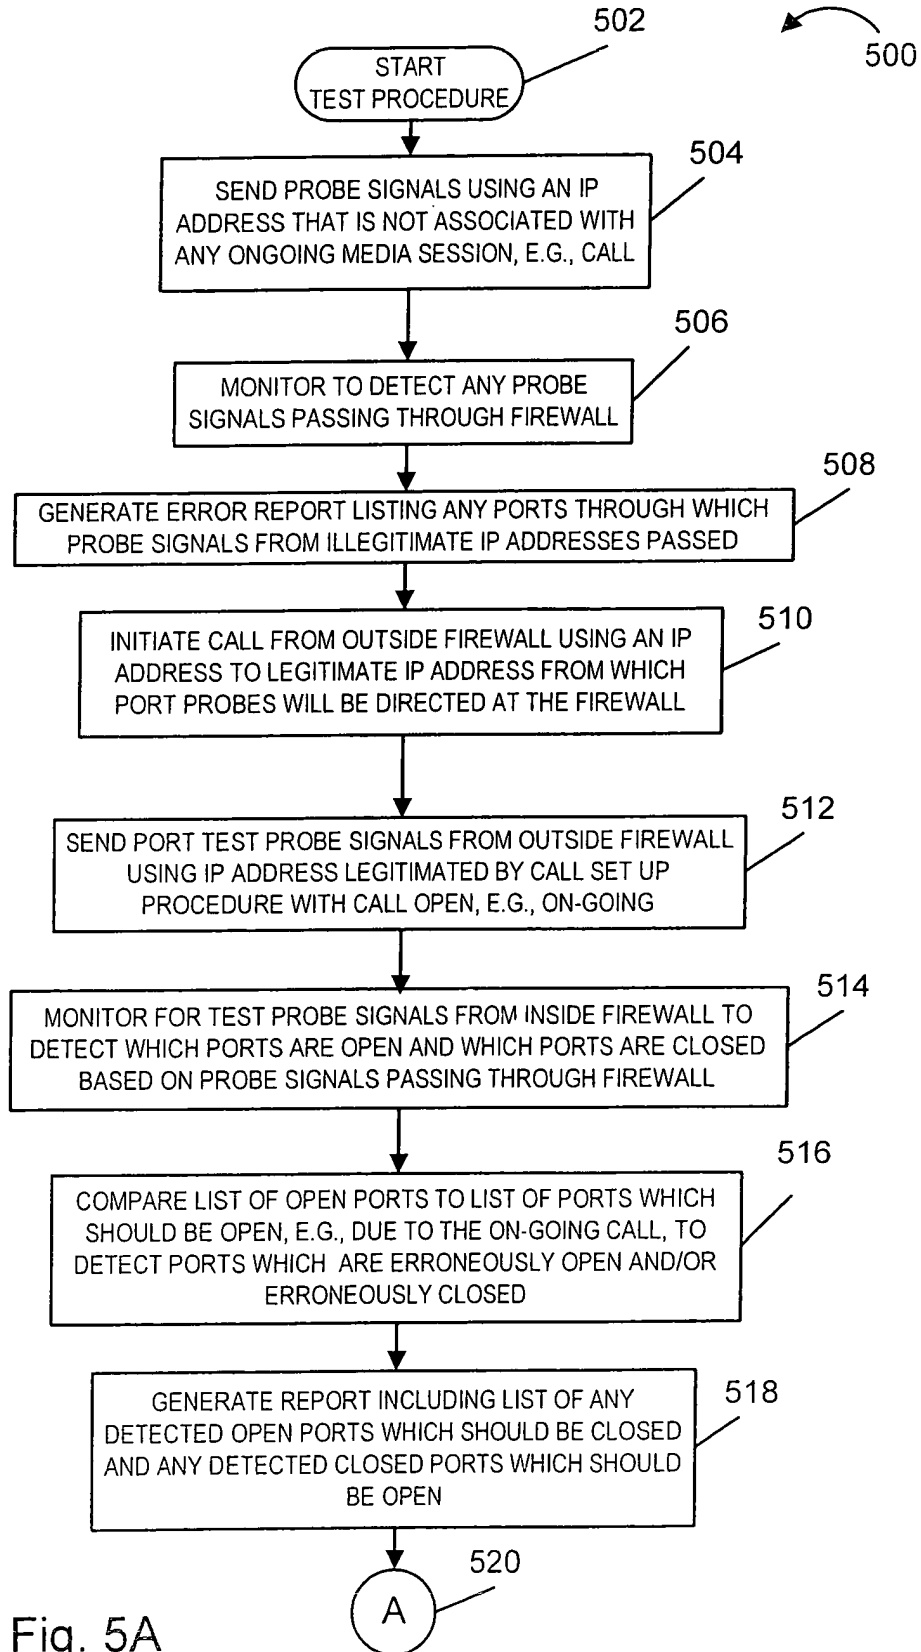 502
500
START
TEST PROCEDURE
504
SEND PROBE SIGNALS USING AN IP
ADDRESS THAT IS NOT ASSOCIATED WITH
ANY ONGOING MEDIA SESSION, E.G., CALL
506
MONITOR TO DETECT ANY PROBE
SIGNALS PASSING THROUGH FIREWALL
508
GENERATE ERROR REPORT LISTING ANY PORTS THROUGH WHICH
PROBE SIGNALS FROM ILLEGITIMATE IP ADDRESSES PASSED
510
INITIATE CALL FROM OUTSIDE FIREWALL USING AN IP
ADDRESS TO LEGITIMATE IP ADDRESS FROM WHICH
PORT PROBES WILL BE DIRECTED AT THE FIREWALL
512
SEND PORT TEST PROBE SIGNALS FROM OUTSIDE FIREWALL
USING IP ADDRESS LEGITIMATED BY CALL SET UP
PROCEDURE WITH CALL OPEN, E.G., ON-GOING
514
MONITOR FOR TEST PROBE SIGNALS FROM INSIDE FIREWALL TO
DETECT WHICH PORTS ARE OPEN AND WHICH PORTS ARE CLOSED
BASED ON PROBE SIGNALS PASSING THROUGH FIREWALL
516
COMPARE LIST OF OPEN PORTS TO LIST OF PORTS WHICH
SHOULD BE OPEN, E.G., DUE TO THE ON-GOING CALL, TO
DETECT PORTS WHICH ARE ERRONEOUSLY OPEN AND/OR
ERRONEOUSLY CLOSED
518
GENERATE REPORT INCLUDING LIST OF ANY
DETECTED OPEN PORTS WHICH SHOULD BE CLOSED
AND ANY DETECTED CLOSED PORTS WHICH SHOULD
BE OPEN
520
A
Fig. 5A